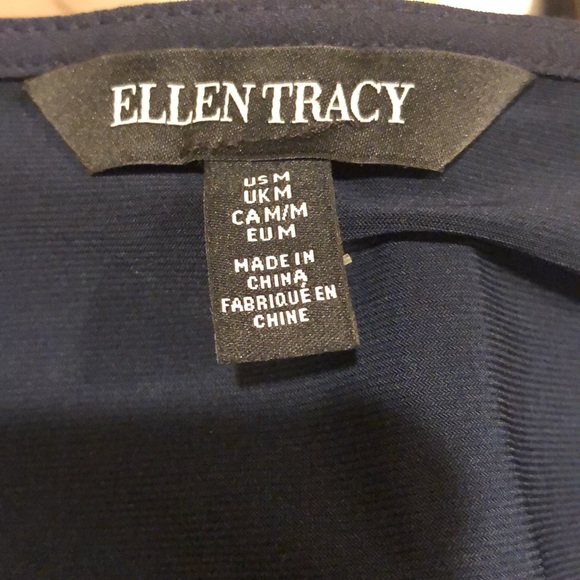 ELLEN TRACY
US M
UK M
CA M/M
EU M
MADE IN
CHINA
FABRIQUÉ EN
CHINE